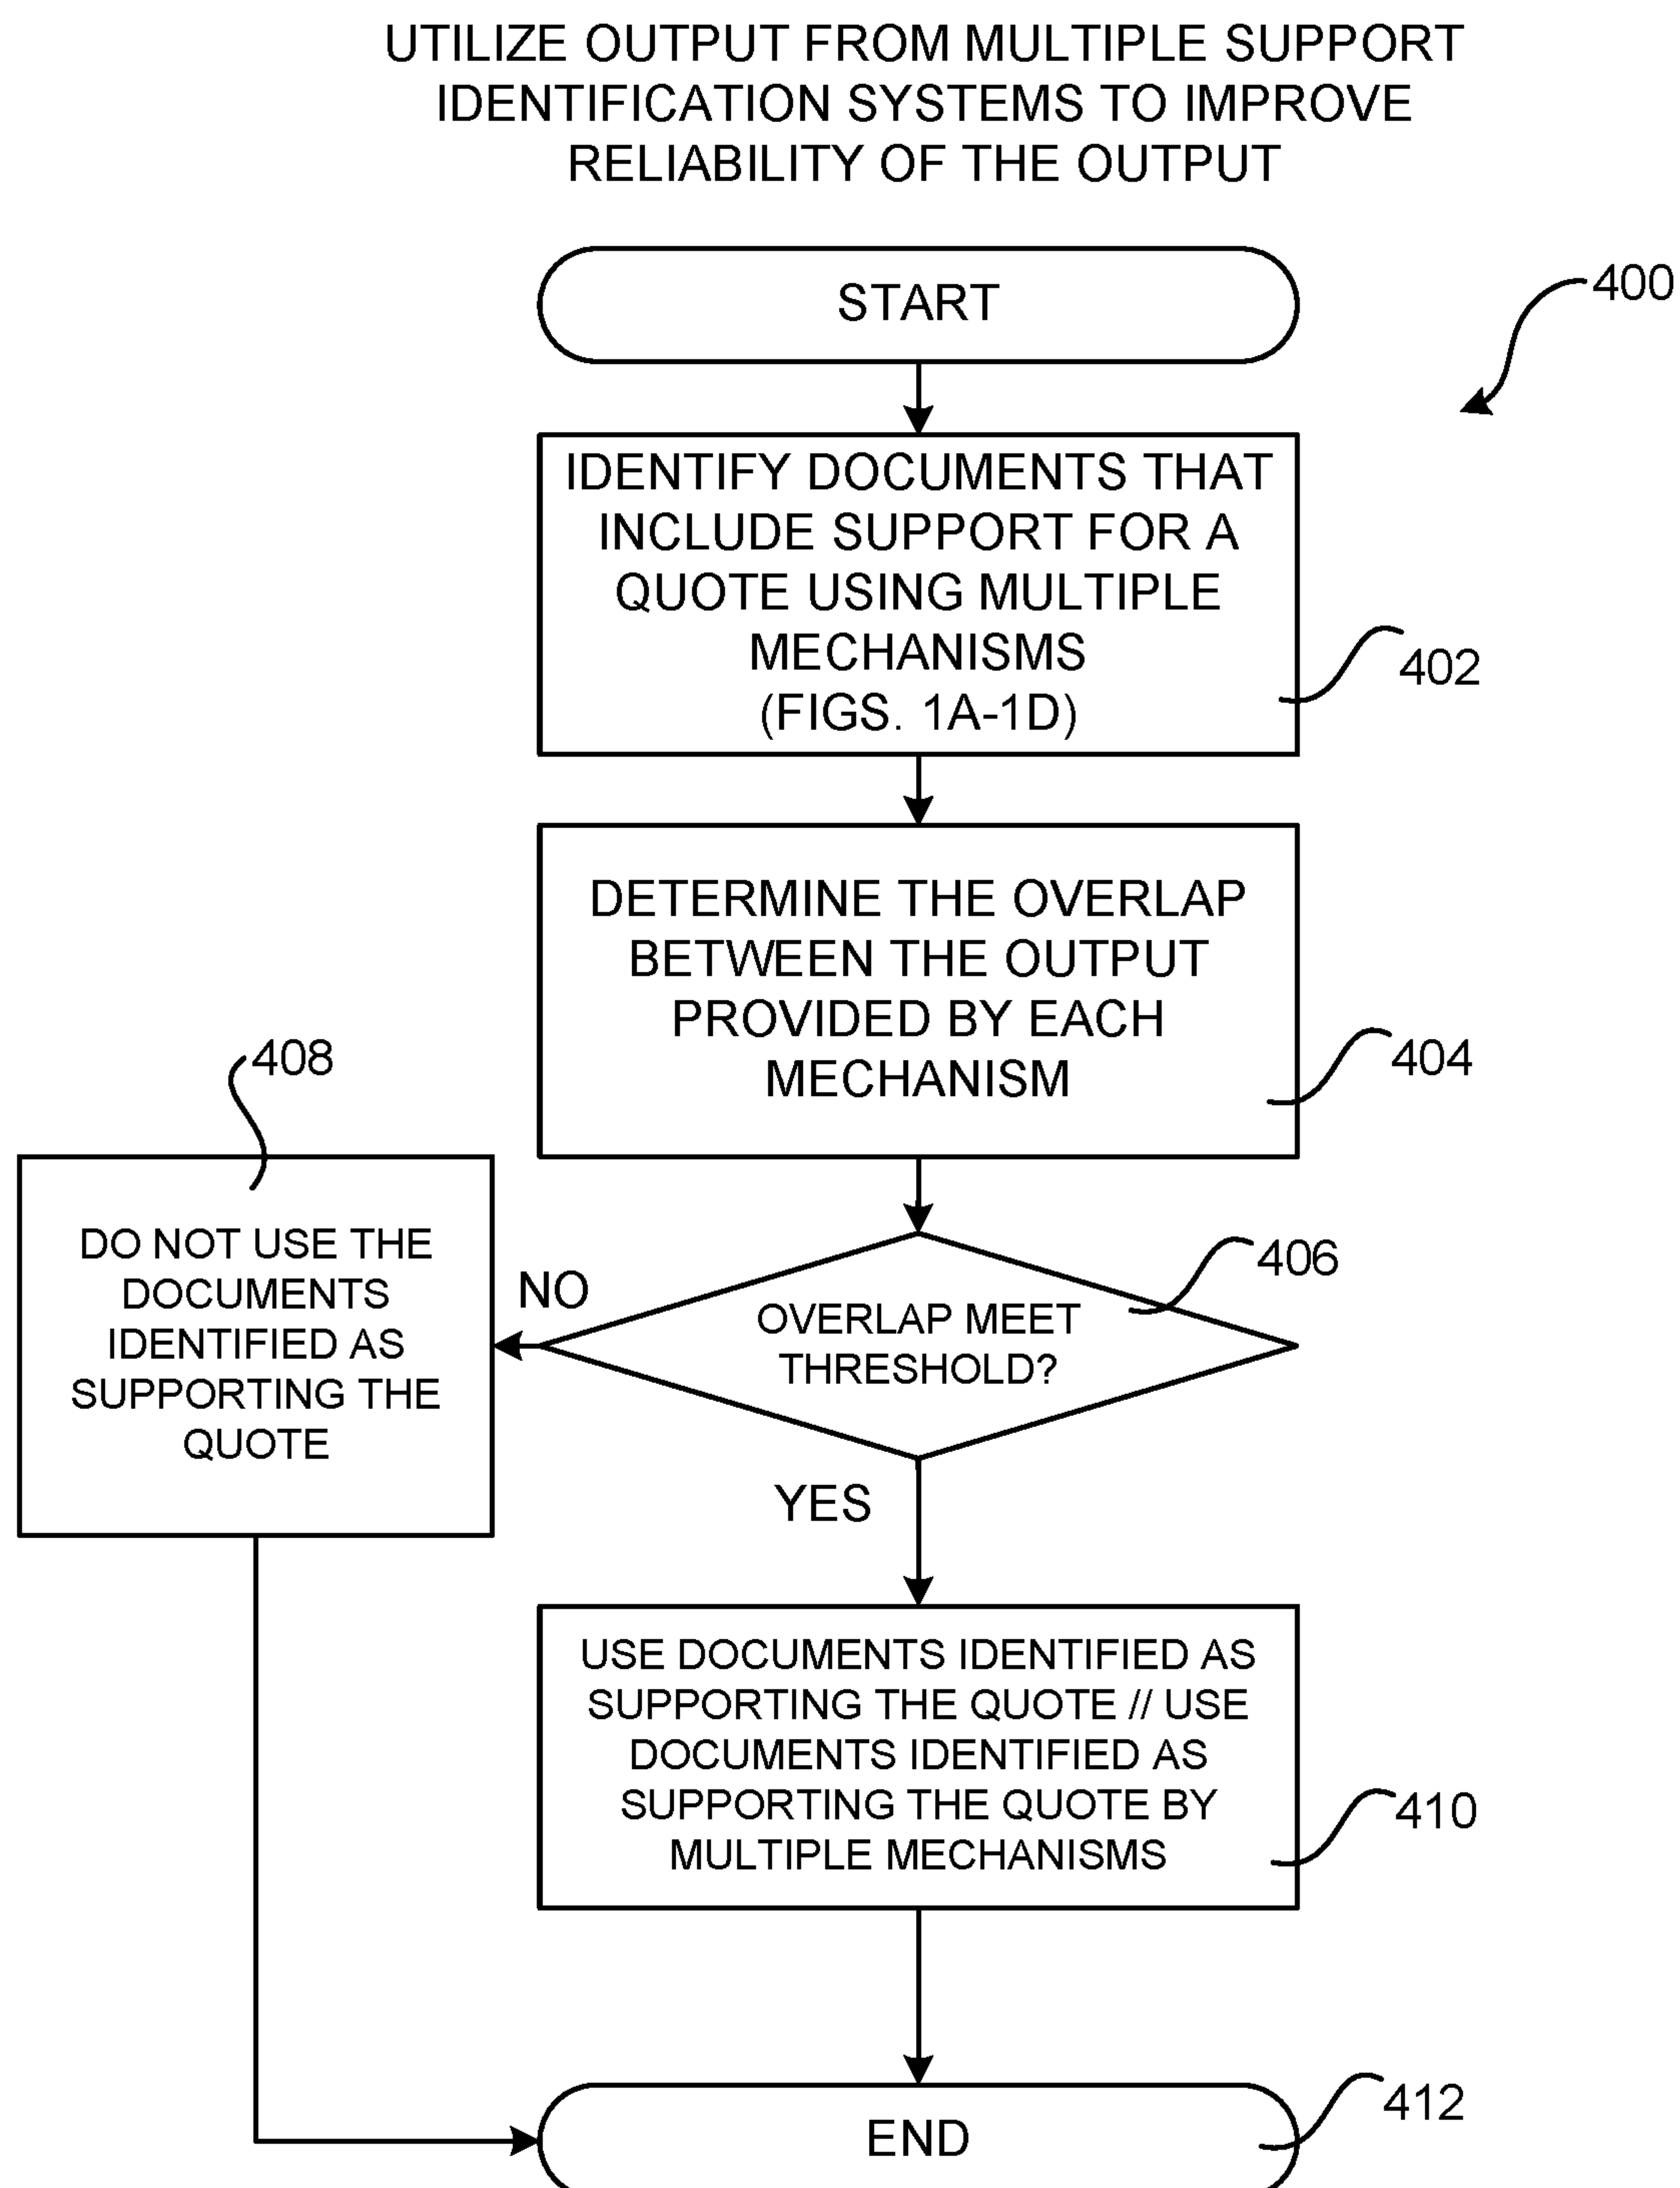 UTILIZE OUTPUT FROM MULTIPLE SUPPORT
IDENTIFICATION SYSTEMS TO IMPROVE
RELIABILITY OF THE OUTPUT
START
400
IDENTIFY DOCUMENTS THAT
INCLUDE SUPPORT FOR A
QUOTE USING MULTIPLE
MECHANISMS
(FIGS. 1A-1D)
402
DETERMINE THE OVERLAP
BETWEEN THE OUTPUT
PROVIDED BY EACH
MECHANISM
404
408
DO NOT USE THE
DOCUMENTS
IDENTIFIED AS
SUPPORTING THE
QUOTE
NO
OVERLAP MEET
THRESHOLD?
406
YES
USE DOCUMENTS IDENTIFIED AS
SUPPORTING THE QUOTE // USE
DOCUMENTS IDENTIFIED AS
SUPPORTING THE QUOTE BY
MULTIPLE MECHANISMS
410
END
412